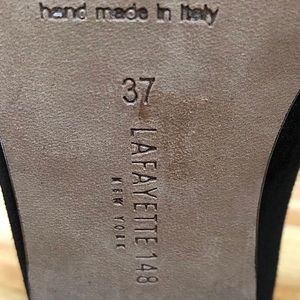 hand made in Italy
37
LAFAYETTE 148
NEW YORK